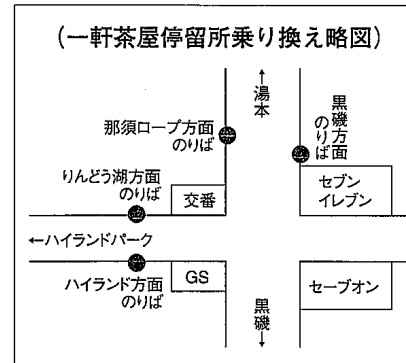 (一軒茶屋停留所乗り換え略図)
←湯本
那須ロープ方面
のりば
黒磯方面
のりば
りんどう湖方面
のりば
交番
セブン
イレブン
←ハイランドパーク
ハイランド方面
のりば
GS
セーブオン
黒磯→